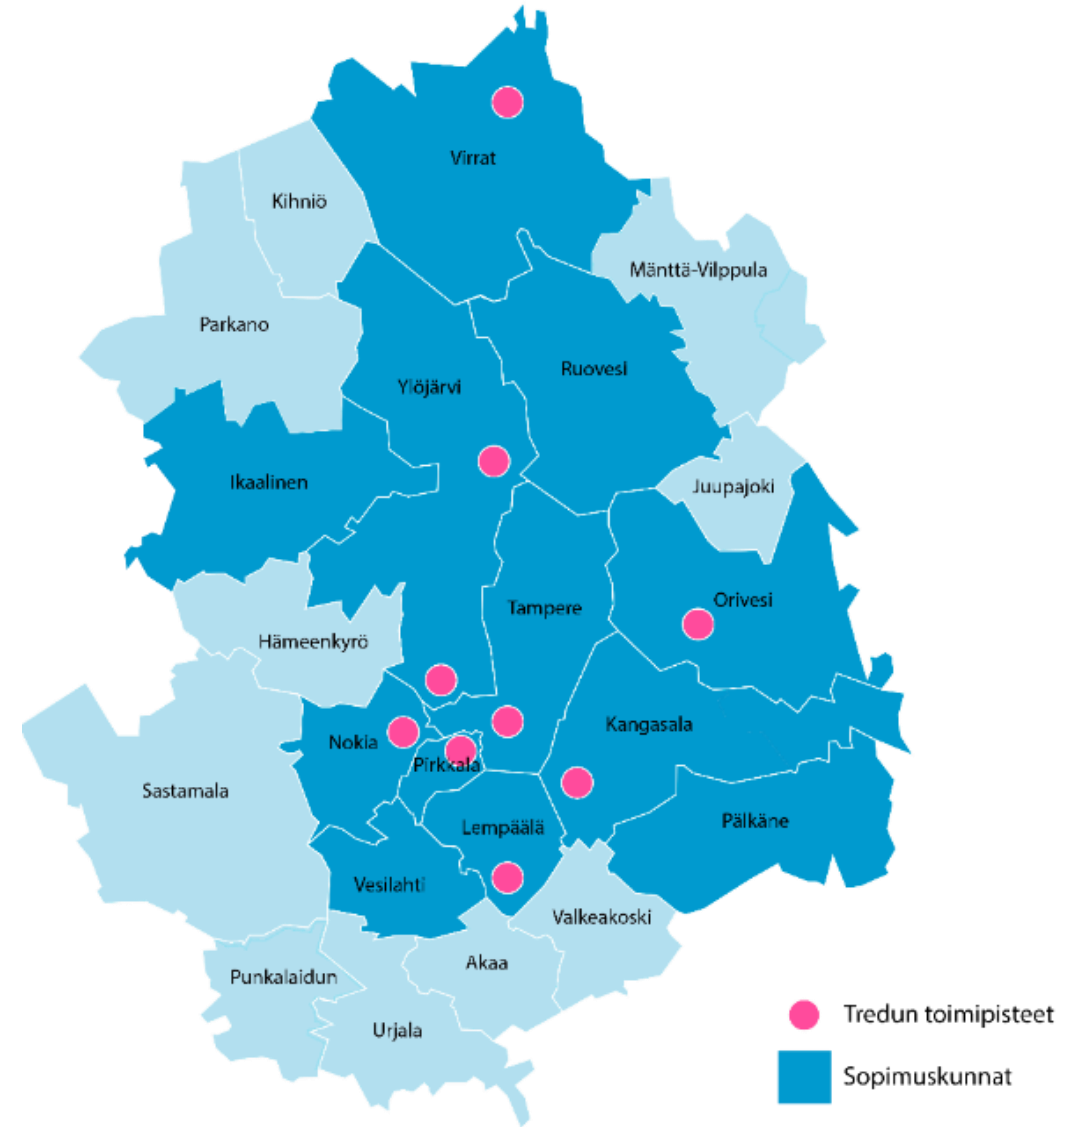 Virrat
Kihniö
Mänttä-Vilppula
Parkano
Ruovesi
Ylöjärvi
Ikaalinen
Juupajoki
Orivesi
Tampere
Hämeenkyrö
Kangasala
Nokia
Pirkkala
Sastamala
Pälkäne
Lempäälä
Vesilahti
Valkeakoski
Akaa
Punkalaidun
Urjala
Tredun toimipisteet
Sopimuskunnat